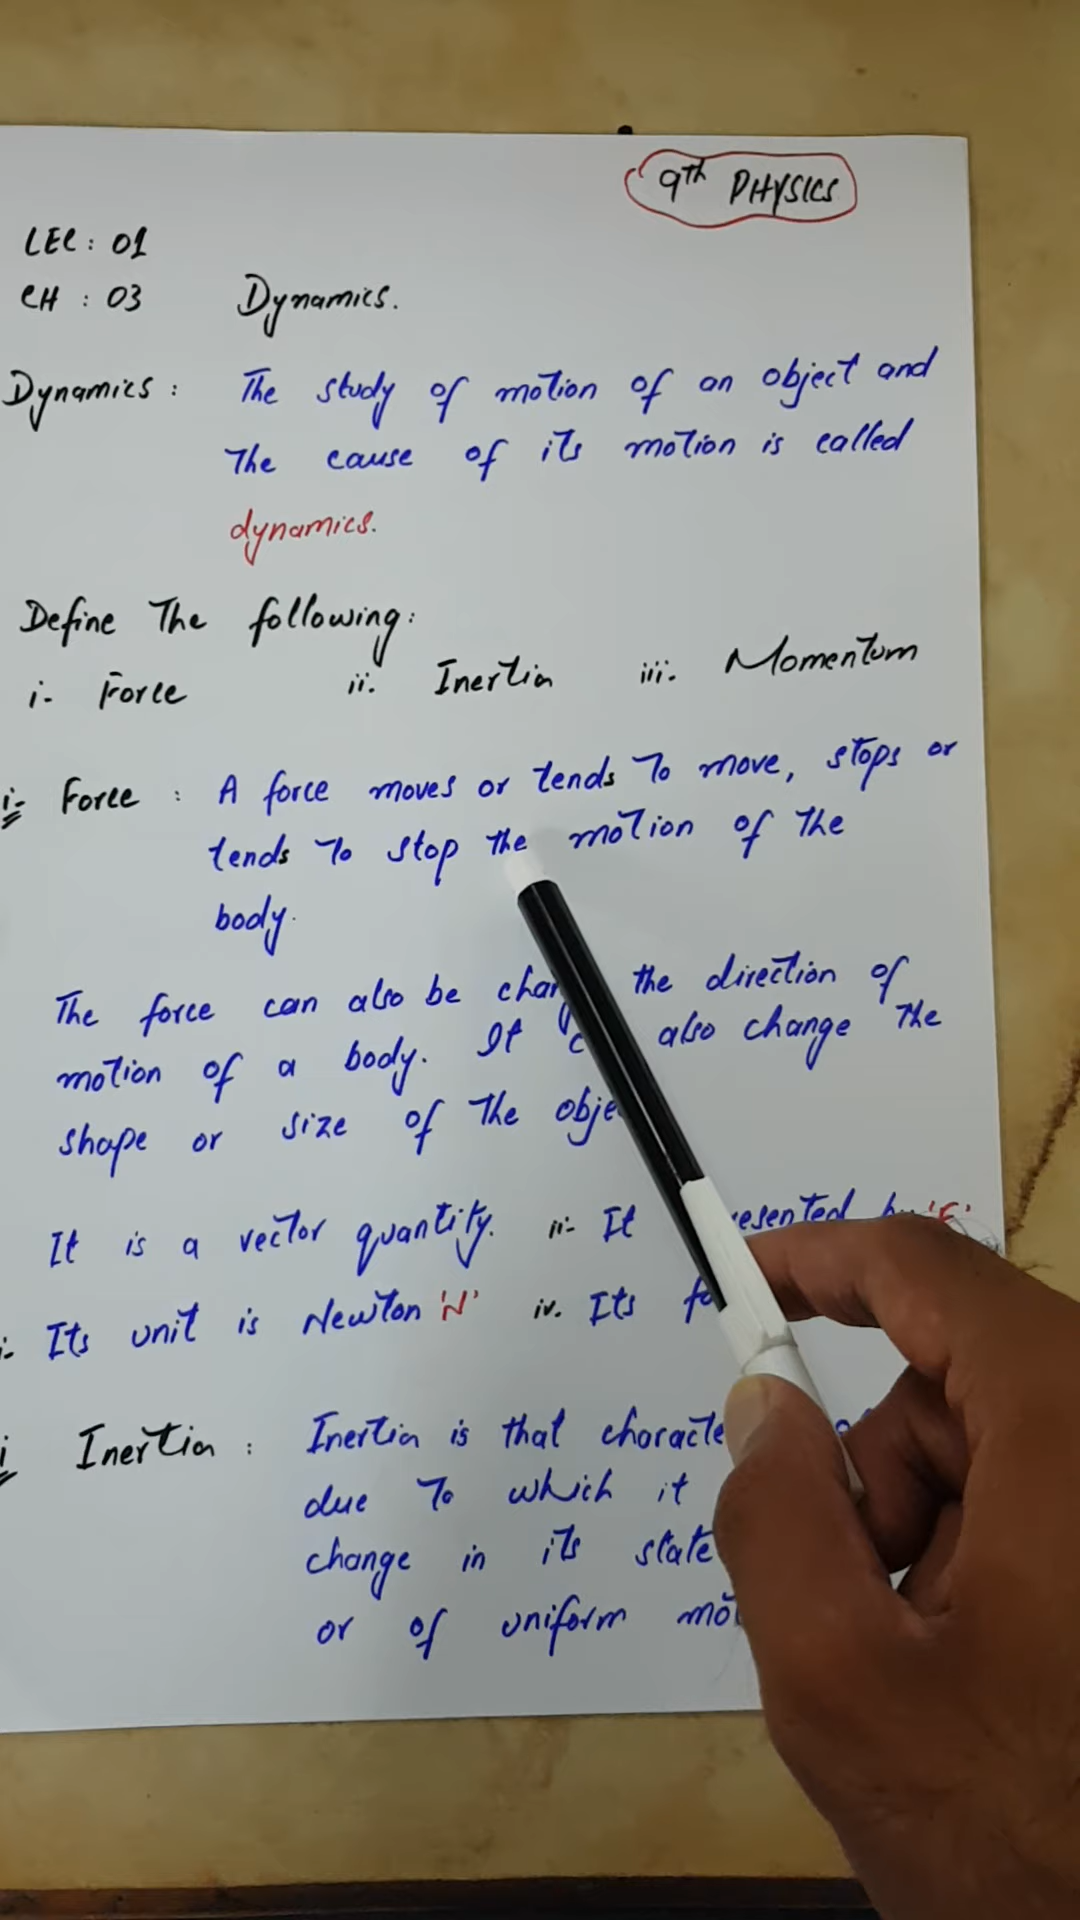 9th PHYSICS
LEC: 01
CH : 03 Dynamics.
Dynamics : The study of motion of an object and
The cause of its motion is called
dynamics.
Define The following:
i- Force ii. Inertia iii. Momentum
i- Force : A force moves or tends To move, stops or
tends To stop the motion of The
body.
The force can also be the direction of
motion of a body. It also change The
shape or size of The
It is a vector quantity. ii- It by 'F'
Its unit is Newton 'N' iv. Its
Inertia : Inertia is that
due To which it
change in its state
or of uniform